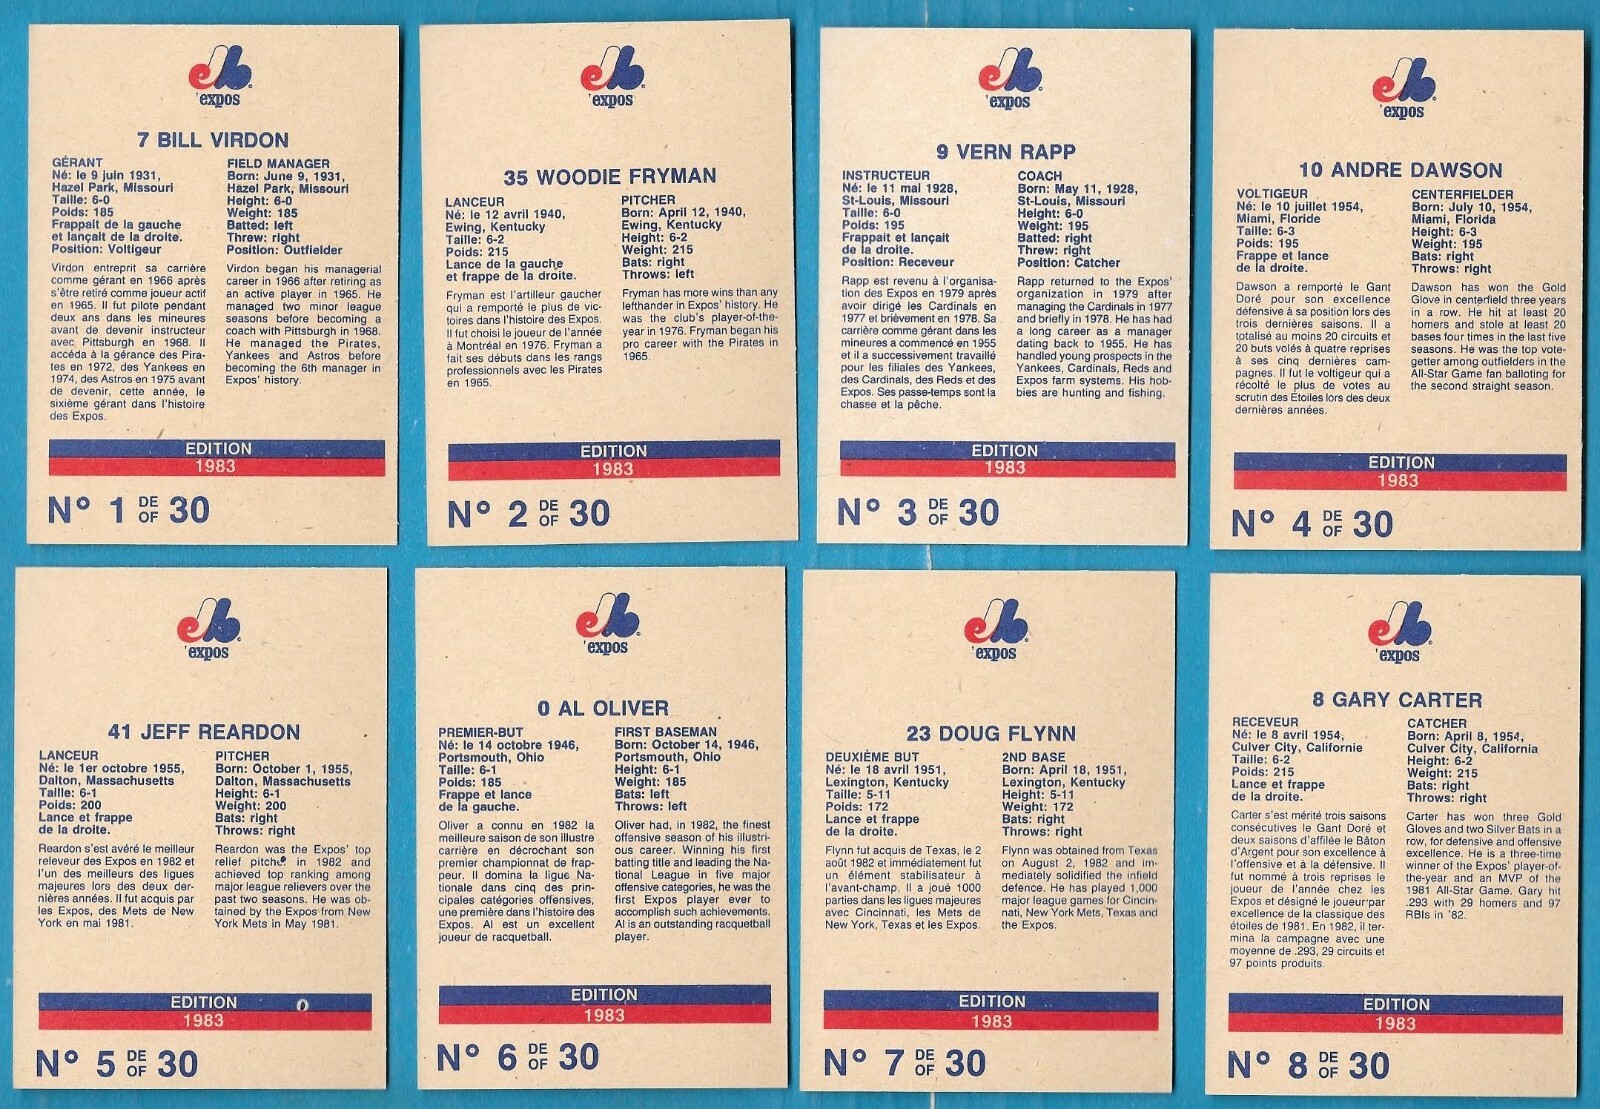 expos
7 BILL VIRDON
GÉRANT
Né: le 9 juin 1931,
Hazel Park, Missouri
Taille: 6-0
Poids: 185
Frappait de la gauche
et lançait de la droite.
Position: Voltigeur
Virdon entreprit sa carrière
comme gérant en 1966 après
s'être retiré comme joueur actif
en 1965. Il fut pilote pendant
deux ans dans les mineures
avant de devenir instructeur
avec Pittsburgh en 1968. Il
accéda à la gérance des Pira-
tes en 1972, des Yankees en
1974, des Astros en 1975 avant
de devenir, cette année, le
sixième gérant dans l'histoire
des Expos.
FIELD MANAGER
Born: June 9, 1931,
Hazel Park, Missouri
Height: 6-0
Weight: 185
Batted: left
Threw: right
Position: Outfielder
Virdon began his managerial
career in 1966 after retiring as
an active player in 1965. He
managed two minor league
seasons before becoming a
coach with Pittsburgh in 1968.
He managed the Pirates,
Yankees and Astros before
becoming the 6th manager in
Expos' history.
EDITION
1983
N° 1 DE OF 30
expos
35 WOODIE FRYMAN
LANCEUR
Né: le 12 avril 1940,
Ewing, Kentucky
Taille: 6-2
Poids: 215
Lance de la gauche
et frappe de la droite.
Fryman est l'artilleur gaucher
qui a remporté le plus de vic-
toires dans l'histoire des Expos.
Il fut choisi le joueur de l'année
à Montréal en 1976. Fryman a
fait ses débuts dans les rangs
professionnels avec les Pirates
en 1965.
PITCHER
Born: April 12, 1940,
Ewing, Kentucky
Height: 6-2
Weight: 215
Bats: right
Throws: left
Fryman has more wins than any
lefthander in Expos' history. He
was the club's player-of-the-
year in 1976. Fryman began his
pro career with the Pirates in
1965.
EDITION
1983
N° 2 DE OF 30
expos
9 VERN RAPP
INSTRUCTEUR
Né: le 11 mai 1928,
St-Louis, Missouri
Taille: 6-0
Poids: 195
Frappait et lançait
de la droite.
Position: Receveur
Rapp est revenu à l'organisa-
tion des Expos en 1979 après
avoir dirigé les Cardinals en
1977 et brièvement en 1978. Sa
carrière comme gérant dans les
mineures a commencé en 1955
et il a successivement travaillé
pour les filiales des Yankees,
des Cardinals, des Reds et des
Expos. Ses passe-temps sont la
chasse et la pêche.
COACH
Born: May 11, 1928,
St-Louis, Missouri
Height: 6-0
Weight: 195
Batted: right
Threw: right
Position: Catcher
Rapp returned to the Expos'
organization in 1979 after
managing the Cardinals in 1977
and briefly in 1978. He has had
a long career as a manager
dating back to 1955. He has
handled young prospects in the
Yankees, Cardinals, Reds and
Expos farm systems. His hob-
bies are hunting and fishing.
EDITION
1983
N° 3 DE OF 30
expos
10 ANDRE DAWSON
VOLTIGEUR
Né: le 10 juillet 1954,
Miami, Floride
Taille: 6-3
Poids: 195
Frappe et lance
de la droite.
Dawson a remporté le Gant
Doré pour son excellence
défensive à sa position lors des
trois dernières saisons. Il a
totalisé au moins 20 circuits et
20 buts volés à quatre reprises
à ses cinq dernières cam-
pagnes. Il fut le voltigeur qui a
récolté le plus de votes au
scrutin des Étoiles lors des deux
dernières années.
CENTERFIELDER
Born: July 10, 1954,
Miami, Florida
Height: 6-3
Weight: 195
Bats: right
Throws: right
Dawson has won the Gold
Glove in centerfield three years
in a row. He hit at least 20
homers and stole at least 20
bases four times in the last five
seasons. He was the top vote-
getter among outfielders in the
All-Star Game fan balloting for
the second straight season.
EDITION
1983
N° 4 DE OF 30
expos
41 JEFF REARDON
LANCEUR
Né: le 1er octobre 1955,
Dalton, Massachusetts
Taille: 6-1
Poids: 200
Lance et frappe
de la droite.
Reardon s'est avéré le meilleur
releveur des Expos en 1982 et
l'un des meilleurs des ligues
majeures lors des deux der-
nières années. Il fut acquis par
les Expos, des Mets de New
York en mai 1981.
PITCHER
Born: October 1, 1955,
Dalton, Massachusetts
Height: 6-1
Weight: 200
Bats: right
Throws: right
Reardon was the Expos' top
relief pitcher in 1982 and
achieved top ranking among
major league relievers over the
past two seasons. He was ob-
tained by the Expos from New
York Mets in May 1981.
EDITION
1983
N° 5 DE OF 30
expos
0 AL OLIVER
PREMIER-BUT
Né: le 14 octobre 1946,
Portsmouth, Ohio
Taille: 6-1
Poids: 185
Frappe et lance
de la gauche.
Oliver a connu en 1982 la
meilleure saison de son illustre
carrière en décrochant son
premier championnat de frap-
peur. Il domina la ligue Na-
tionale dans cinq des prin-
cipales catégories offensives,
une première dans l'histoire des
Expos. Al est un excellent
joueur de racquetball.
FIRST BASEMAN
Born: October 14, 1946,
Portsmouth, Ohio
Height: 6-1
Weight: 185
Bats: left
Throws: left
Oliver had, in 1982, the finest
offensive season of his illustri-
ous career. Winning his first
batting title and leading the Na-
tional League in five major
offensive categories, he was the
first Expos player ever to
accomplish such achievements.
Al is an outstanding racquetball
player.
EDITION
1983
N° 6 DE OF 30
expos
23 DOUG FLYNN
DEUXIÈME BUT
Né: le 18 avril 1951,
Lexington, Kentucky
Taille: 5-11
Poids: 172
Lance et frappe
de la droite.
Flynn fut acquis de Texas, le 2
août 1982 et immédiatement fut
un élément stabilisateur à
l'avant-champ. Il a joué 1000
parties dans les ligues majeures
avec Cincinnati, les Mets de
New York, Texas et les Expos.
2ND BASE
Born: April 18, 1951,
Lexington, Kentucky
Height: 5-11
Weight: 172
Bats: right
Throws: right
Flynn was obtained from Texas
on August 2, 1982 and im-
mediately solidified the infield
defence. He has played 1,000
major league games for Cincin-
nati, New York Mets, Texas and
the Expos.
EDITION
1983
N° 7 DE OF 30
expos
8 GARY CARTER
RECEVEUR
Né: le 8 avril 1954,
Culver City, Californie
Taille: 6-2
Poids: 215
Lance et frappe
de la droite.
Carter s'est mérité trois saisons
consécutives le Gant Doré et
deux saisons d'affilée le Bâton
d'Argent pour son excellence à
l'offensive et à la défensive. Il
fut nommé à trois reprises le
joueur de l'année chez les
Expos et désigné le joueur par
excellence de la classique des
étoiles de 1981. En 1982, il ter-
mina la campagne avec une
moyenne de .293, 29 circuits et
97 points produits.
CATCHER
Born: April 8, 1954,
Culver City, California
Height: 6-2
Weight: 215
Bats: right
Throws: right
Carter has won three Gold
Gloves and two Silver Bats in a
row, for defensive and offensive
excellence. He is a three-time
winner of the Expos' player-of-
the-year and an MVP of the
1981 All-Star Game. Gary hit
.293 with 29 homers and 97
RBIs in '82.
EDITION
1983
N° 8 DE OF 30